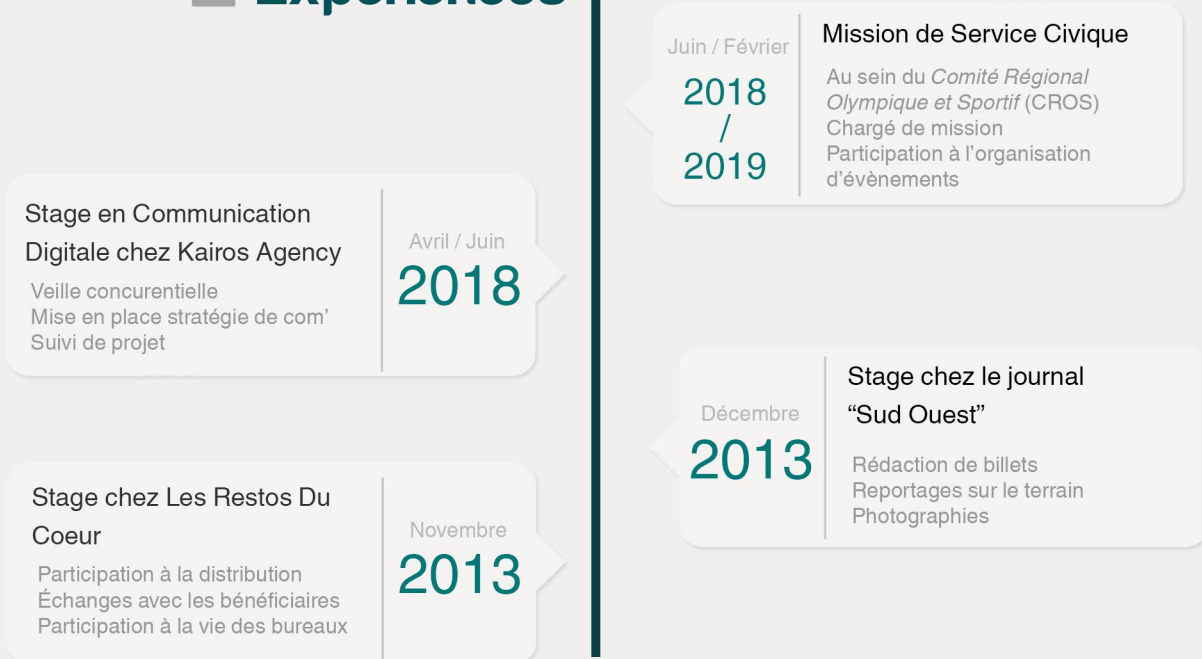 Expériences
Juin / Février
2018
/
2019
Mission de Service Civique
Au sein du Comité Régional
Olympique et Sportif (CROS)
Chargé de mission
Participation à l'organisation
d'évènements
Stage en Communication
Digitale chez Kairos Agency
Veille concurentielle
Mise en place stratégie de com’
Suivi de projet
Avril / Juin
2018
Décembre
2013
Stage chez le journal
“Sud Ouest”
Rédaction de billets
Reportages sur le terrain
Photographies
Stage chez Les Restos Du
Coeur
Participation à la distribution
Échanges avec les bénéficiaires
Participation à la vie des bureaux
Novembre
2013